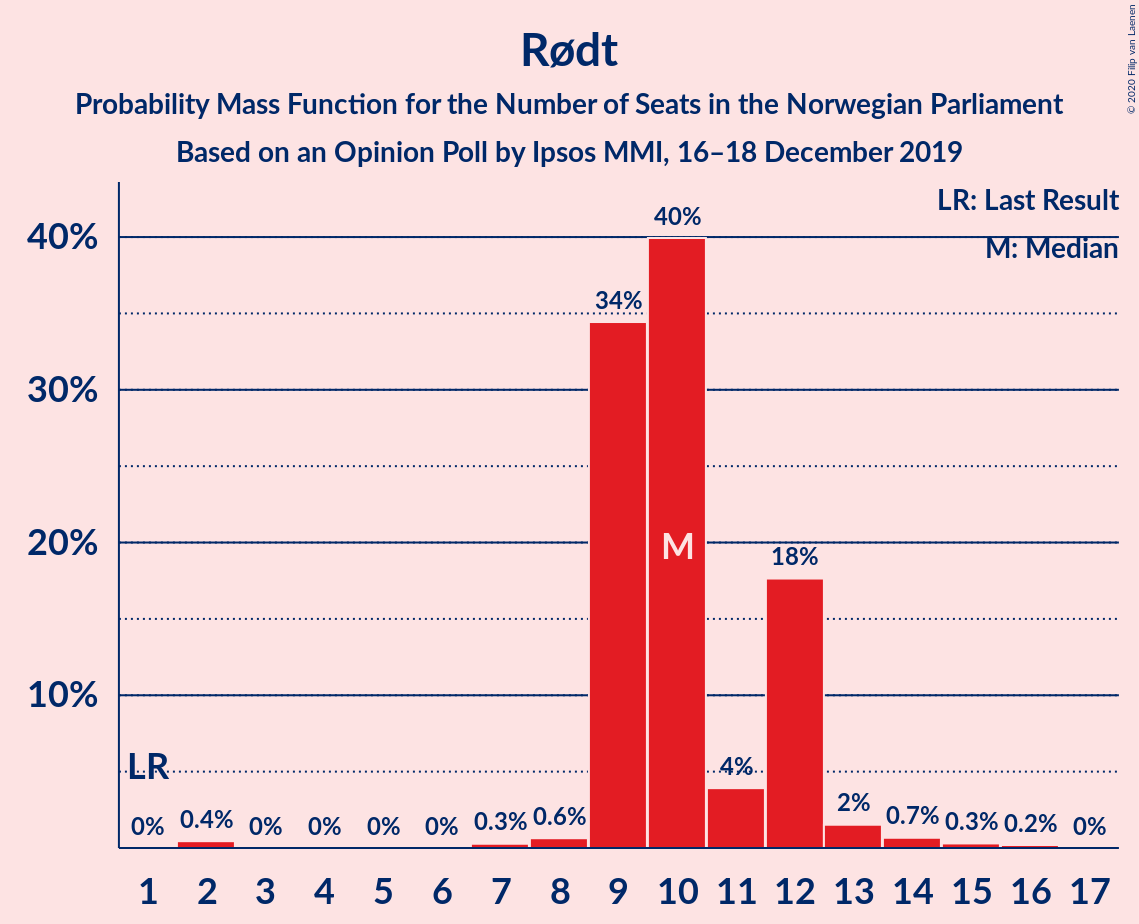 Rødt
Probability Mass Function for the Number of Seats in the Norwegian Parliament
Based on an Opinion Poll by Ipsos MMI, 16–18 December 2019
© 2020 Filip van Laenen
LR: Last Result
M: Median
40%
30%
20%
10%
LR
M
0%
0.4%
0%
0%
0%
0%
0.3%
0.6%
34%
40%
4%
18%
2%
0.7%
0.3%
0.2%
0%
1 2 3 4 5 6 7 8 9 10 11 12 13 14 15 16 17